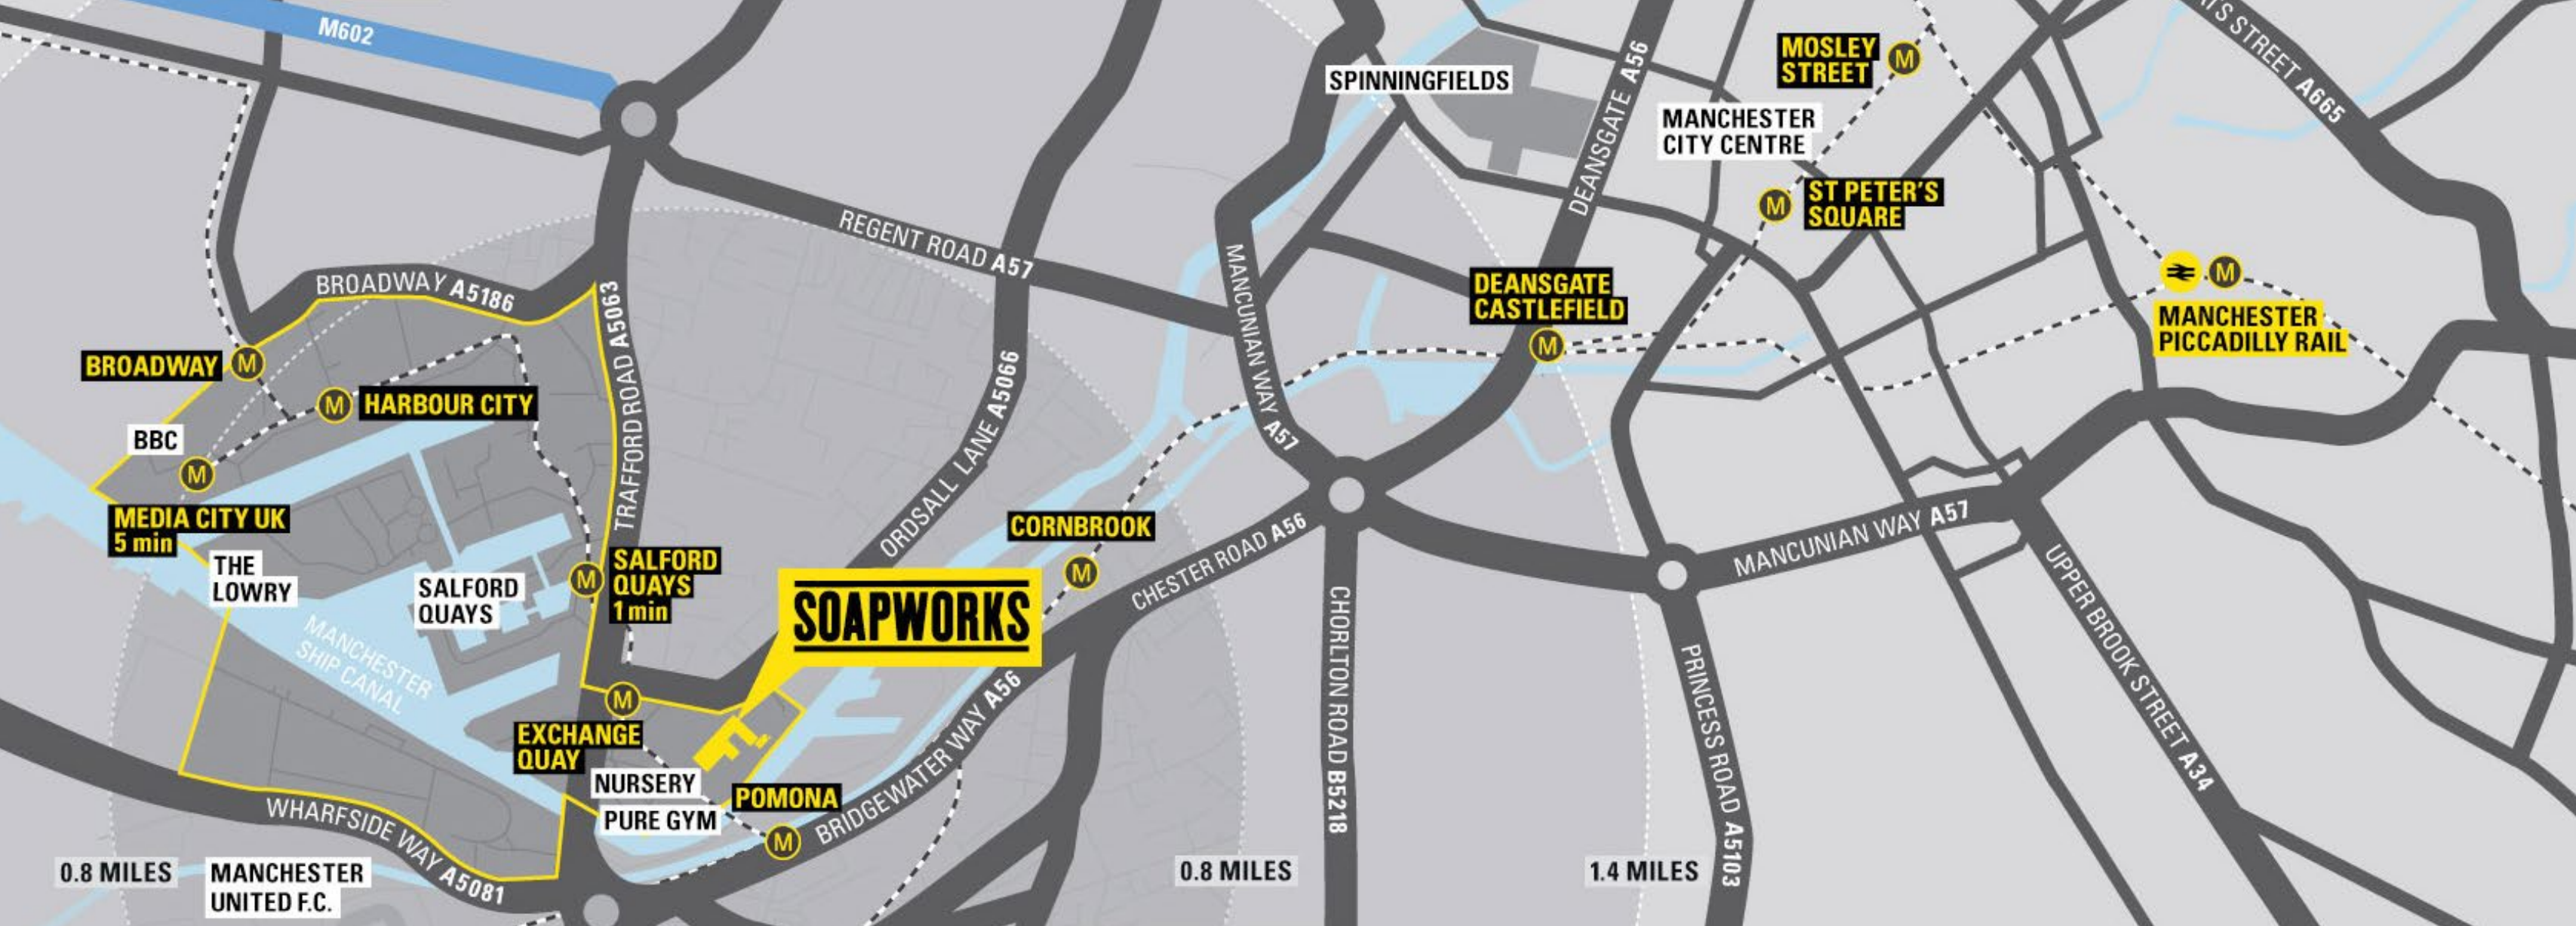 M602
SPINNINGFIELDS
DEANSGATE A56
MOSLEY
STREET
M
MANCHESTER
CITY CENTRE
STREET A665
M
ST PETER'S
SQUARE
REGENT ROAD A57
MANCUNIAN WAY A57
DEANSGATE
CASTLEFIELD
M
M
MANCHESTER
PICCADILLY RAIL
BROADWAY A5186
TRAFFORD ROAD A5063
ORDSALL LANE A5066
BROADWAY
M
M
HARBOUR CITY
BBC
M
MEDIA CITY UK
5 min
THE
LOWRY
SALFORD
QUAYS
M
SALFORD
QUAYS
1 min
SOAPWORKS
CORNBROOK
M
CHESTER ROAD A56
MANCUNIAN WAY A57
UPPER BROOK STREET A34
CHORLTON ROAD B5218
PRINCESS ROAD A5103
MANCHESTER
SHIP CANAL
M
EXCHANGE
QUAY
NURSERY
PURE GYM
POMONA
M
BRIDGEWATER WAY A56
WHARFSIDE WAY A5081
0.8 MILES
MANCHESTER
UNITED F.C.
0.8 MILES
1.4 MILES